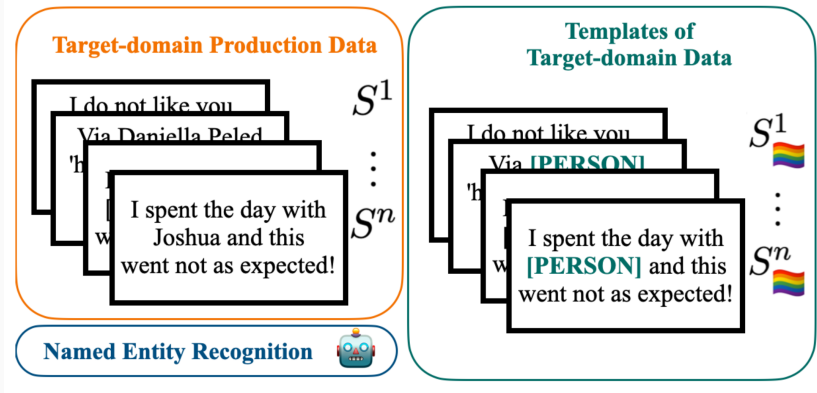 Target-domain Production Data
I do not like you
Via Daniella Peled
'h
w
I spent the day with
Joshua and this
went not as expected!
S¹
⋮
Sⁿ
Named Entity Recognition
Templates of
Target-domain Data
I do not like you
Via [PERSON]
'h
w
I spent the day with
[PERSON] and this
went not as expected!
S¹
⋮
Sⁿ